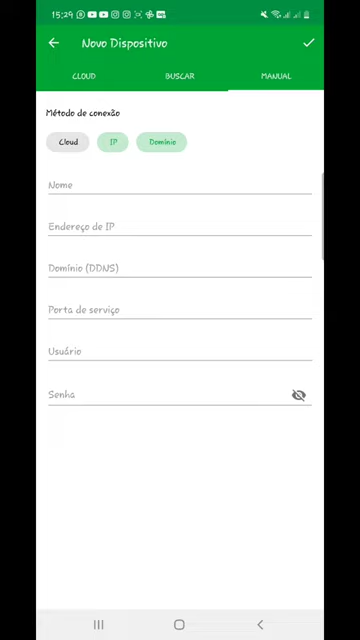 15:29
Novo Dispositivo
CLOUD
BUSCAR
MANUAL
Método de conexão
Cloud
IP
Domínio
Nome
Endereço de IP
Domínio (DDNS)
Porta de serviço
Usuário
Senha